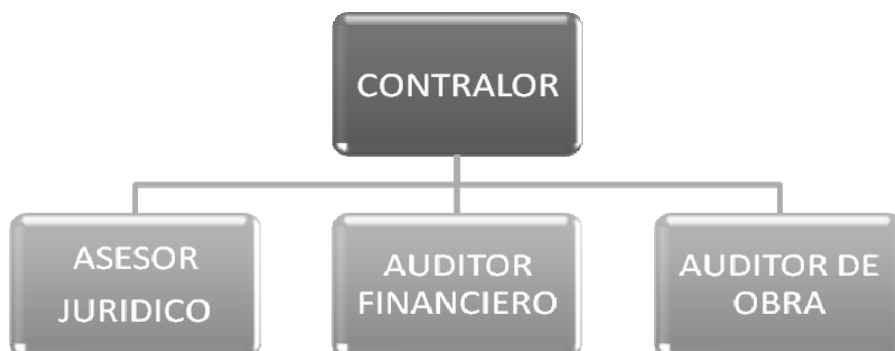 CONTRALOR
ASESOR
JURIDICO
AUDITOR
FINANCIERO
AUDITOR DE
OBRA